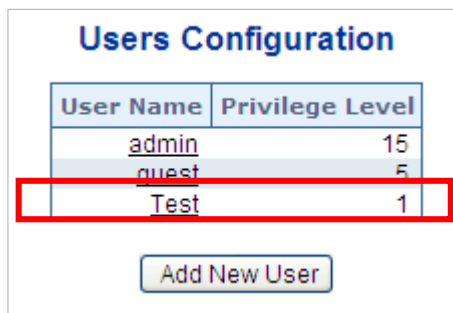 Users Configuration
User Name Privilege Level
admin 15
guest 5
Test 1
Add New User